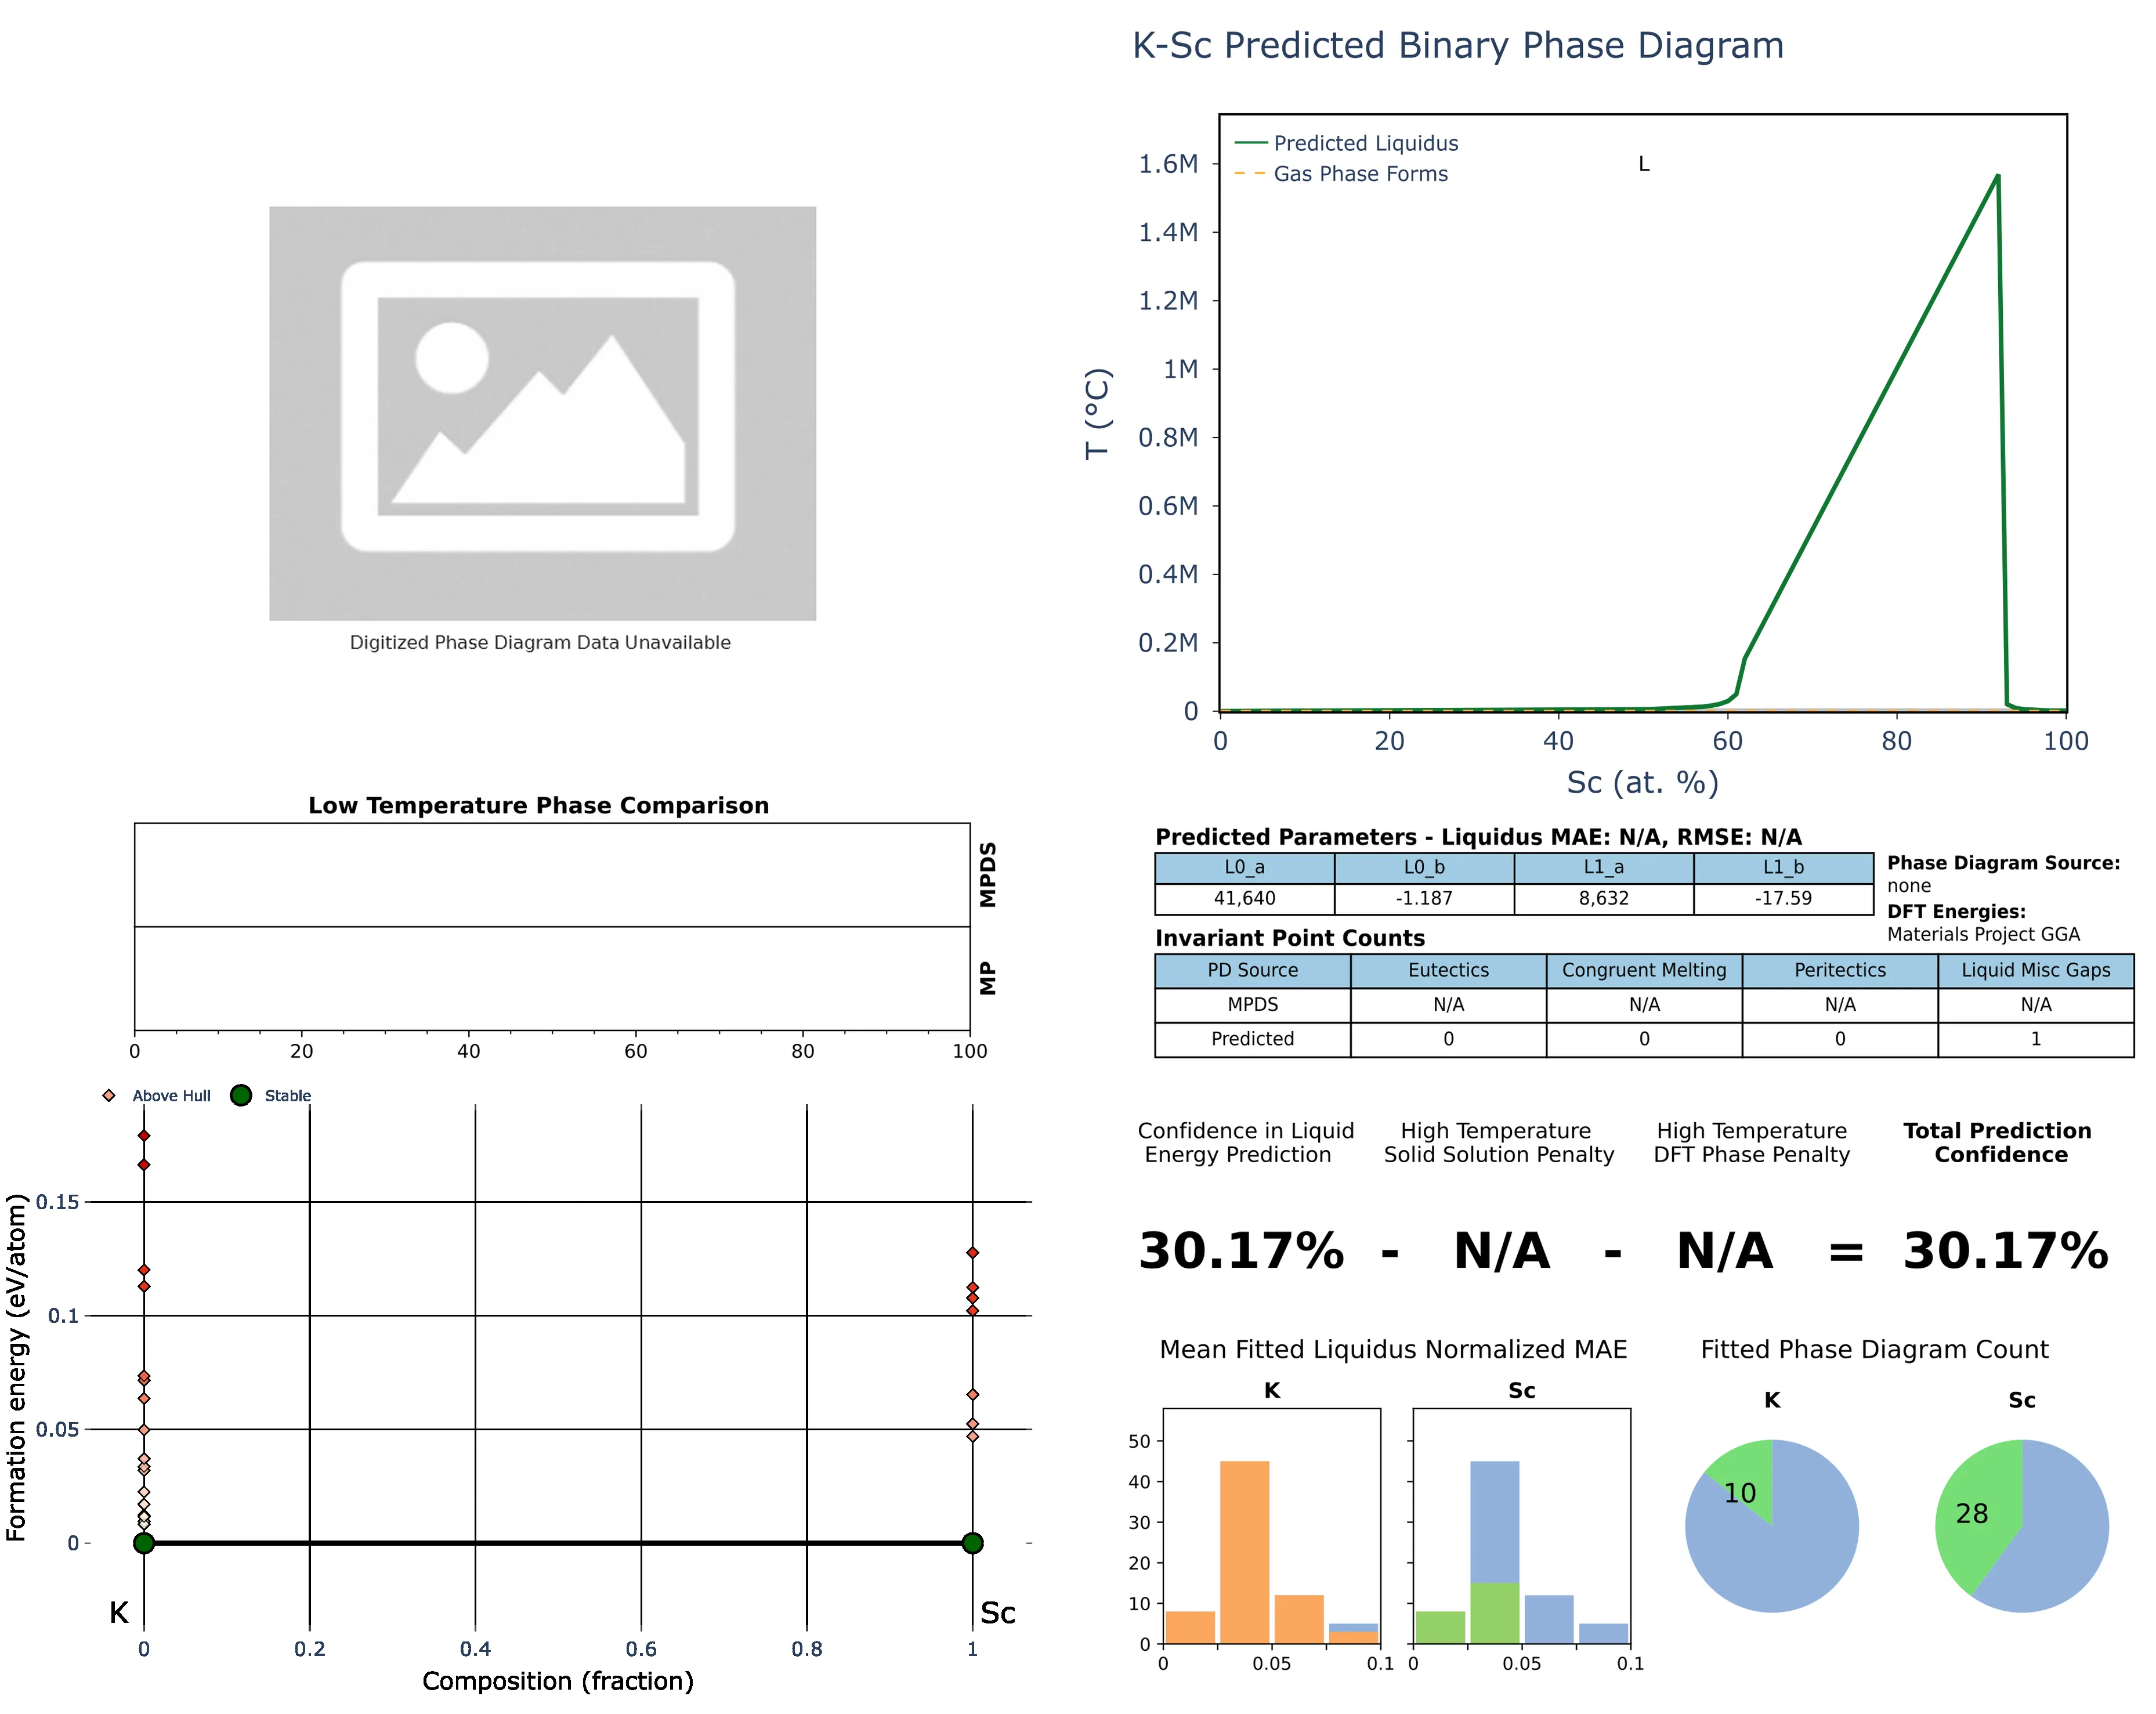 K-Sc Predicted Binary Phase Diagram
Predicted Liquidus
Gas Phase Forms
L
1.6M
1.4M
1.2M
1M
0.8M
0.6M
0.4M
0.2M
0
T (°C)
0 20 40 60 80 100
Sc (at. %)
Digitized Phase Diagram Data Unavailable
Low Temperature Phase Comparison
MPDS
MP
0 20 40 60 80 100
Predicted Parameters - Liquidus MAE: N/A, RMSE: N/A
L0_a L0_b L1_a L1_b
41,640 -1.187 8,632 -17.59
Phase Diagram Source:
none
DFT Energies:
Materials Project GGA
Invariant Point Counts
PD Source Eutectics Congruent Melting Peritectics Liquid Misc Gaps
MPDS N/A N/A N/A N/A
Predicted 0 0 0 1
Above Hull Stable
0.15
0.1
0.05
0
Formation energy (eV/atom)
K Sc
0 0.2 0.4 0.6 0.8 1
Composition (fraction)
Confidence in Liquid
Energy Prediction
High Temperature
Solid Solution Penalty
High Temperature
DFT Phase Penalty
Total Prediction
Confidence
30.17% - N/A - N/A = 30.17%
Mean Fitted Liquidus Normalized MAE
K Sc
50
40
30
20
10
0
0 0.05 0.1 0 0.05 0.1
Fitted Phase Diagram Count
K Sc
10 28